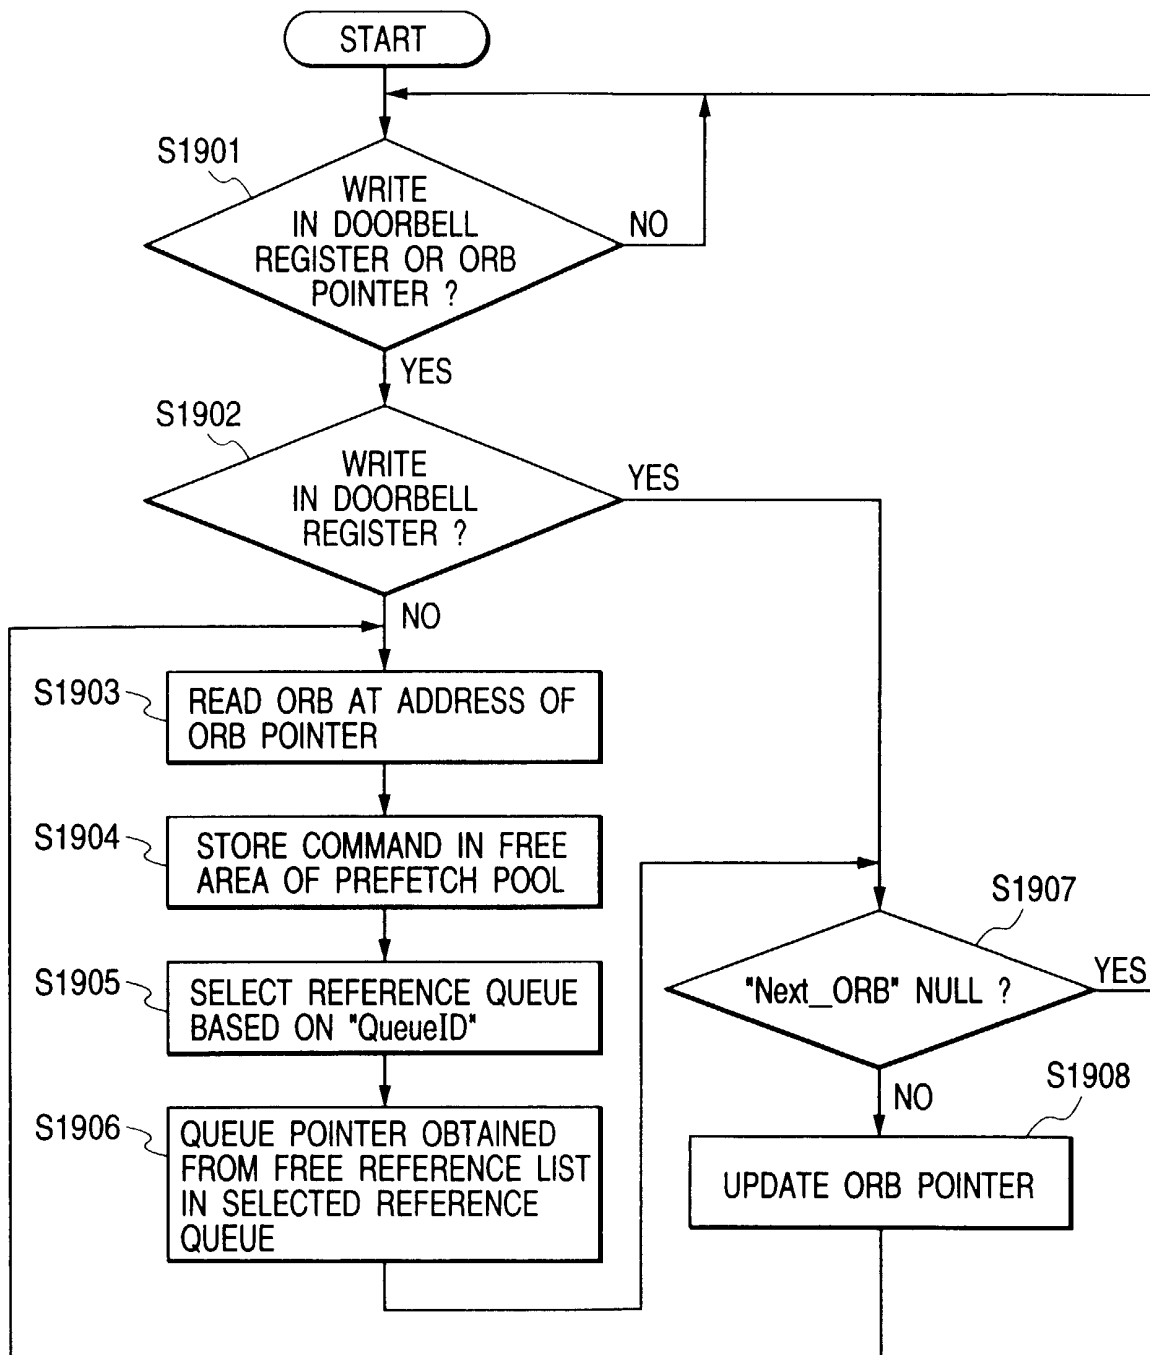 START
S1901
WRITE
IN DOORBELL
REGISTER OR ORB
POINTER ?
NO
YES
S1902
WRITE
IN DOORBELL
REGISTER ?
YES
NO
S1903
READ ORB AT ADDRESS OF
ORB POINTER
S1904
STORE COMMAND IN FREE
AREA OF PREFETCH POOL
S1905
SELECT REFERENCE QUEUE
BASED ON "QueueID"
S1906
QUEUE POINTER OBTAINED
FROM FREE REFERENCE LIST
IN SELECTED REFERENCE
QUEUE
S1907
"Next_ORB" NULL ?
YES
NO
S1908
UPDATE ORB POINTER